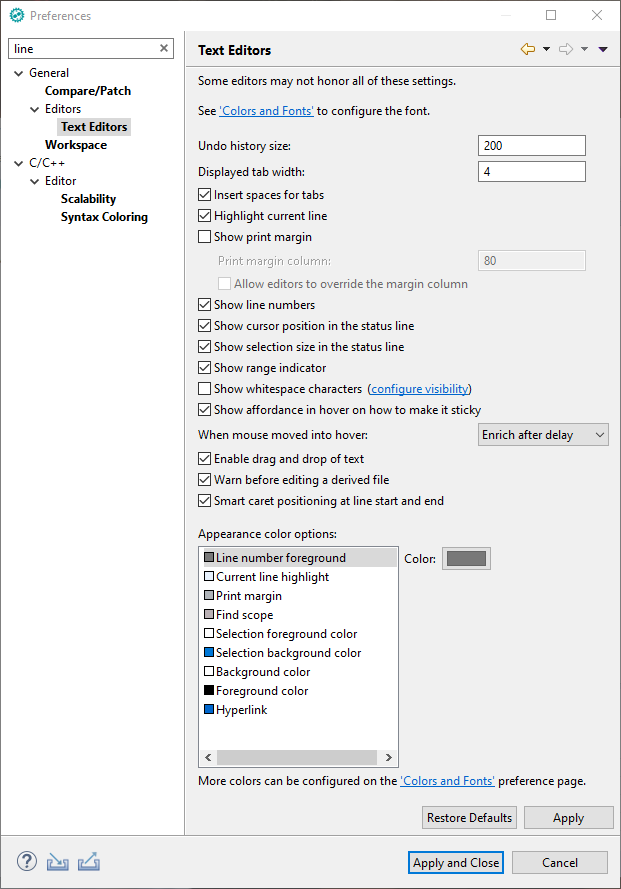 Preferences
line
General
Compare/Patch
Editors
Text Editors
Workspace
C/C++
Editor
Scalability
Syntax Coloring
Text Editors
Some editors may not honor all of these settings.
See 'Colors and Fonts' to configure the font.
Undo history size: 200
Displayed tab width: 4
Insert spaces for tabs
Highlight current line
Show print margin
Print margin column: 80
Allow editors to override the margin column
Show line numbers
Show cursor position in the status line
Show selection size in the status line
Show range indicator
Show whitespace characters (configure visibility)
Show affordance in hover on how to make it sticky
When mouse moved into hover: Enrich after delay
Enable drag and drop of text
Warn before editing a derived file
Smart caret positioning at line start and end
Appearance color options:
Line number foreground
Color:
Current line highlight
Print margin
Find scope
Selection foreground color
Selection background color
Background color
Foreground color
Hyperlink
More colors can be configured on the 'Colors and Fonts' preference page.
Restore Defaults
Apply
Apply and Close
Cancel